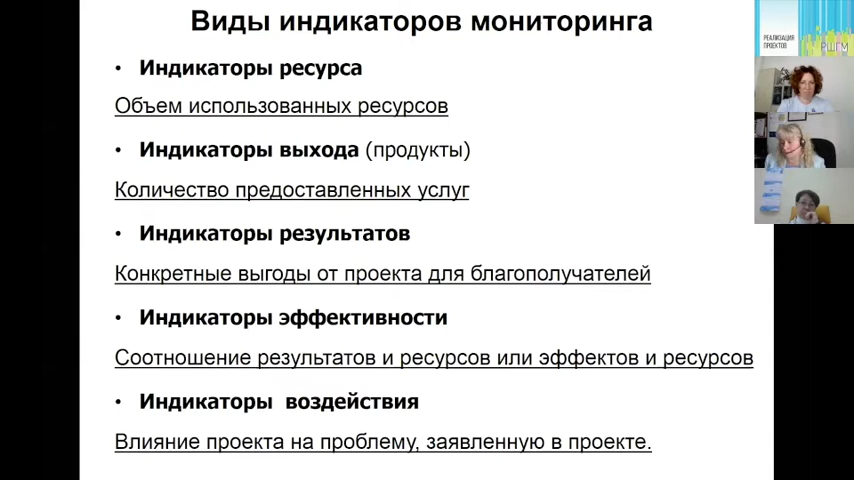 Виды индикаторов мониторинга
• Индикаторы ресурса
Объем использованных ресурсов
• Индикаторы выхода (продукты)
Количество предоставленных услуг
• Индикаторы результатов
Конкретные выгоды от проекта для благополучателей
• Индикаторы эффективности
Соотношение результатов и ресурсов или эффектов и ресурсов
• Индикаторы  воздействия
Влияние проекта на проблему, заявленную в проекте.
РЕАЛИЗАЦИЯ
ПРОЕКТОВ